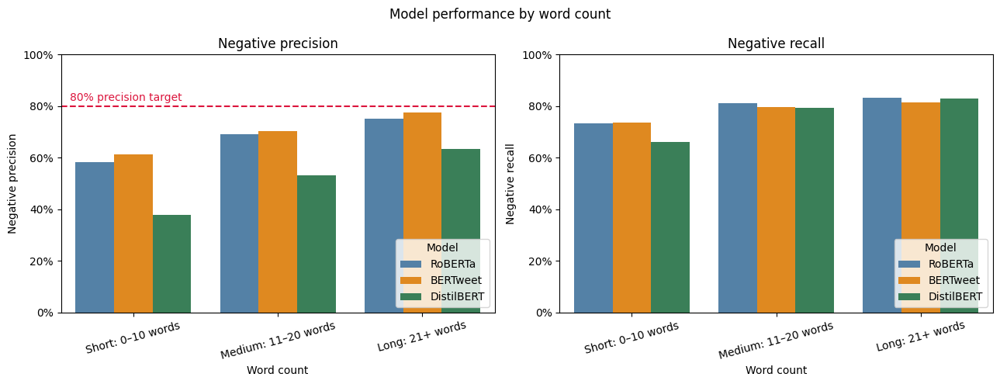 Model performance by word count
Negative precision
100%
80%
60%
40%
20%
0%
Negative precision
80% precision target
Model
RoBERTa
BERTweet
DistilBERT
Short: 0–10 words
Medium: 11–20 words
Long: 21+ words
Word count
Negative recall
100%
80%
60%
40%
20%
0%
Negative recall
Model
RoBERTa
BERTweet
DistilBERT
Short: 0–10 words
Medium: 11–20 words
Long: 21+ words
Word count